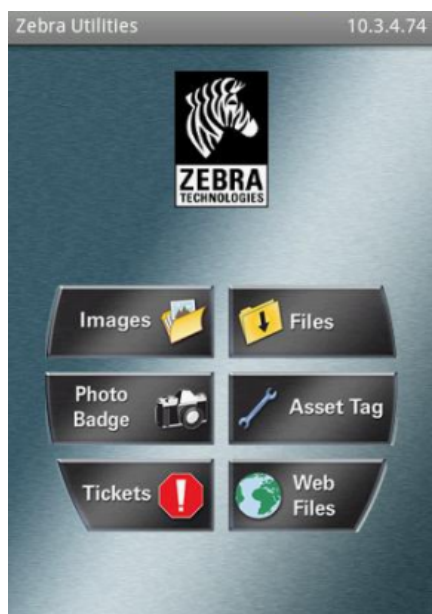 Zebra Utilities 10.3.4.74
ZEBRA
TECHNOLOGIES
Images Files
Photo
Badge
Asset Tag
Tickets
Web
Files